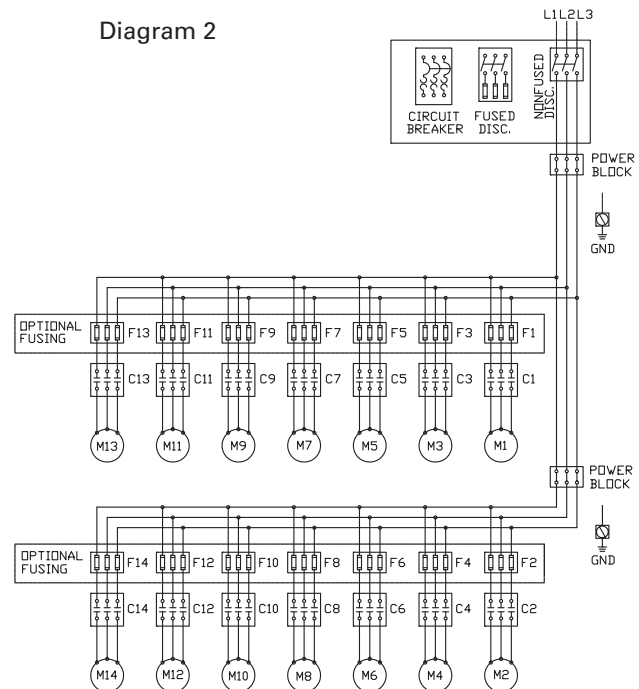 Diagram 2
L1 L2 L3
CIRCUIT
BREAKER
FUSED
DISC.
NONFUSED
DISC.
POWER
BLOCK
GND
OPTIONAL
FUSING
F13 F11 F9 F7 F5 F3 F1
C13 C11 C9 C7 C5 C3 C1
M13 M11 M9 M7 M5 M3 M1
POWER
BLOCK
GND
OPTIONAL
FUSING
F14 F12 F10 F8 F6 F4 F2
C14 C12 C10 C8 C6 C4 C2
M14 M12 M10 M8 M6 M4 M2